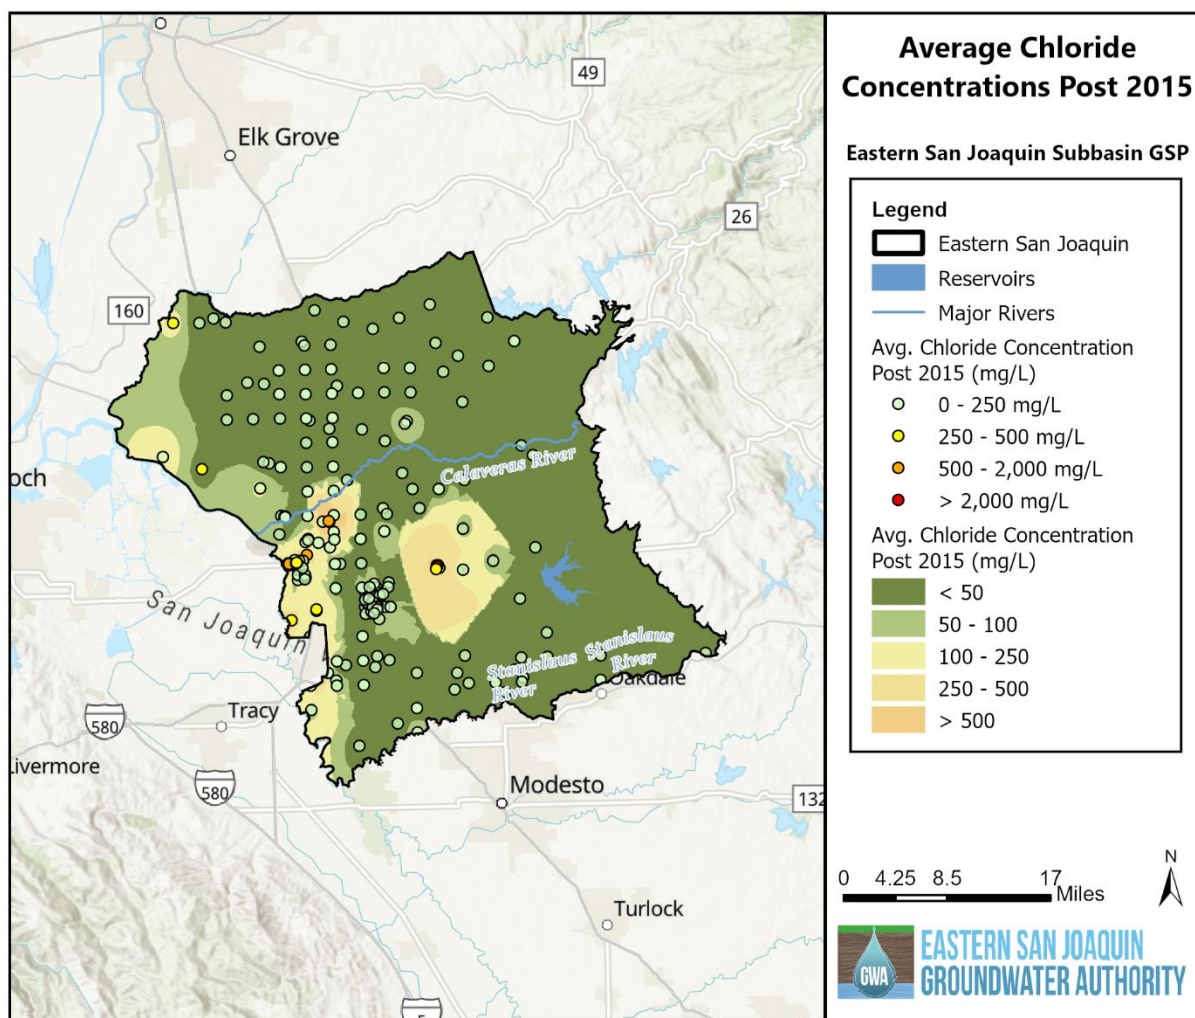 Average Chloride
Concentrations Post 2015
Eastern San Joaquin Subbasin GSP
Legend
Eastern San Joaquin
Reservoirs
Major Rivers
Avg. Chloride Concentration
Post 2015 (mg/L)
0 - 250 mg/L
250 - 500 mg/L
500 - 2,000 mg/L
> 2,000 mg/L
Avg. Chloride Concentration
Post 2015 (mg/L)
< 50
50 - 100
100 - 250
250 - 500
> 500
0 4.25 8.5 17
Miles
N
GWA
EASTERN SAN JOAQUIN
GROUNDWATER AUTHORITY
49
Elk Grove
26
160
Calaveras River
och
San Joaquin
Stanislaus
River
Stanislaus
River
Oakdale
Tracy
580
Livermore
580
Modesto
132
Turlock
5